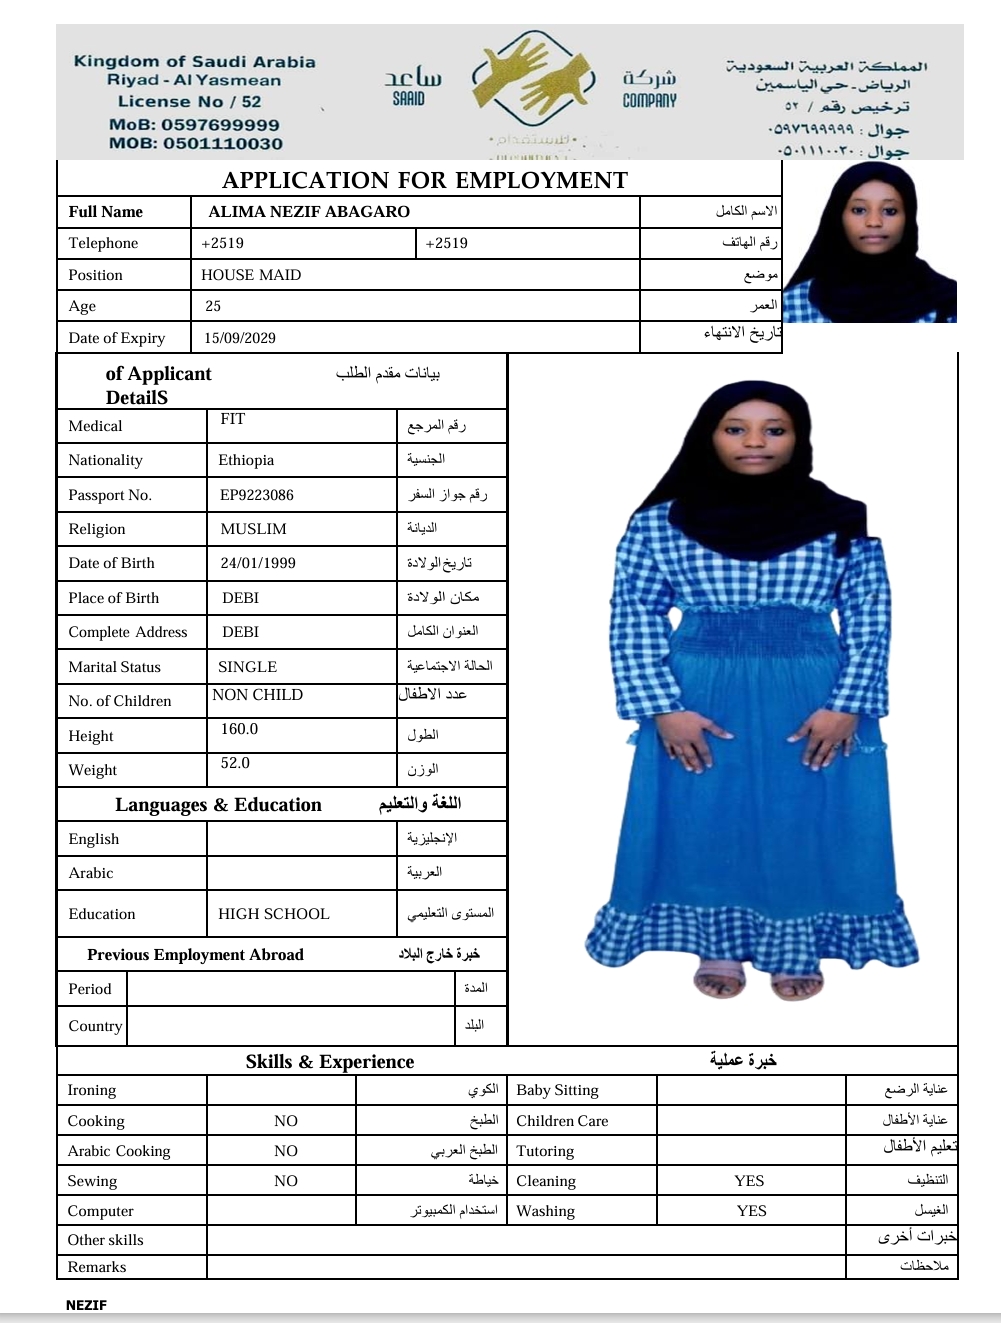 Kingdom of Saudi Arabia
Riyad - Al Yasmean
License No / 52
MoB: 0597699999
MOB: 0501110030
ساعد
SAAID
شركة
COMPANY
للاستقدام
المملكة العربية السعودية
الرياض - حي الياسمين
ترخيص رقم / ٥٢
جوال : ٠٥٩٧٦٩٩٩٩٩
جوال : ٠٥٠١١١٠٠٣٠
APPLICATION FOR EMPLOYMENT
Full Name ALIMA NEZIF ABAGARO الاسم الكامل
Telephone +2519 +2519 رقم الهاتف
Position HOUSE MAID موضع
Age 25 العمر
Date of Expiry 15/09/2029 تاريخ الانتهاء
of Applicant بيانات مقدم الطلب
DetailS
Medical FIT رقم المرجع
Nationality Ethiopia الجنسية
Passport No. EP9223086 رقم جواز السفر
Religion MUSLIM الديانة
Date of Birth 24/01/1999 تاريخ الولادة
Place of Birth DEBI مكان الولادة
Complete Address DEBI العنوان الكامل
Marital Status SINGLE الحالة الاجتماعية
No. of Children NON CHILD عدد الاطفال
Height 160.0 الطول
Weight 52.0 الوزن
Languages & Education اللغة والتعليم
English الإنجليزية
Arabic العربية
Education HIGH SCHOOL المستوى التعليمي
Previous Employment Abroad خبرة خارج البلاد
Period المدة
Country البلد
Skills & Experience خبرة عملية
Ironing الكوي Baby Sitting عناية الرضع
Cooking NO الطبخ Children Care عناية الأطفال
Arabic Cooking NO الطبخ العربي Tutoring تعليم الأطفال
Sewing NO خياطة Cleaning YES التنظيف
Computer استخدام الكمبيوتر Washing YES الغيسل
Other skills خبرات أخرى
Remarks ملاحظات
NEZIF